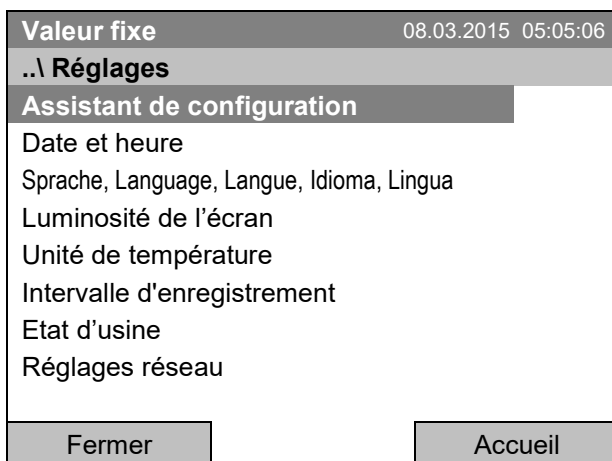 Valeur fixe 08.03.2015 05:05:06
..\ Réglages
Assistant de configuration
Date et heure
Sprache, Language, Langue, Idioma, Lingua
Luminosité de l’écran
Unité de température
Intervalle d'enregistrement
Etat d’usine
Réglages réseau
Fermer Accueil